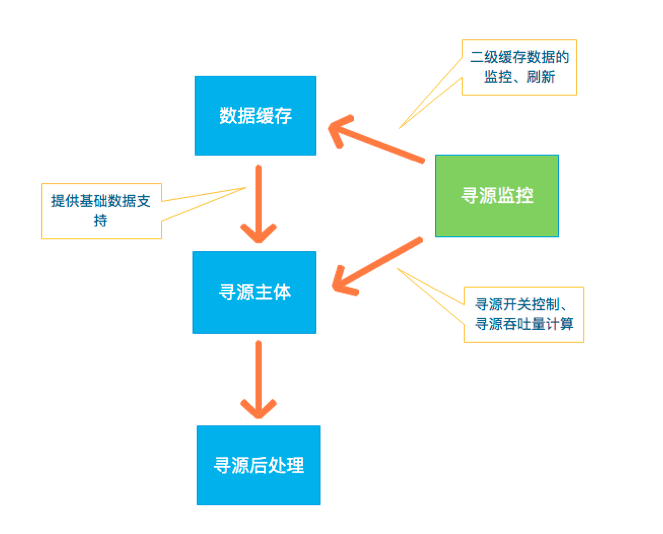 二级缓存数据的
监控、刷新
数据缓存
寻源监控
提供基础数据支
持
寻源主体
寻源开关控制、
寻源吞吐量计算
寻源后处理